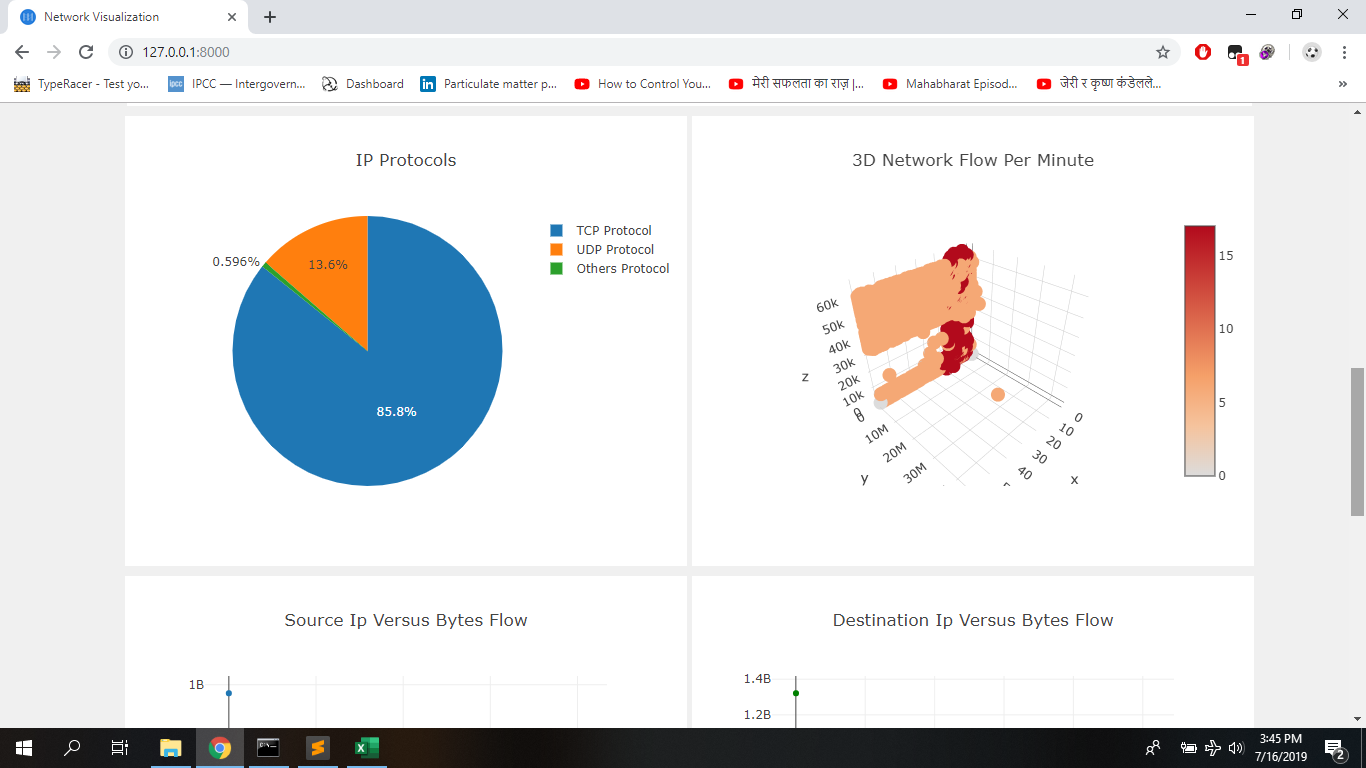 Network Visualization
127.0.0.1:8000
TypeRacer - Test yo...
IPCC — Intergovern...
Dashboard
Particulate matter p...
How to Control You...
मेरी सफलता का राज़ |...
Mahabharat Episod...
जेरी र कृष्ण कंडेलले...
»
1
IP Protocols
TCP Protocol
UDP Protocol
Others Protocol
0.596%
13.6%
85.8%
3D Network Flow Per Minute
60k
50k
40k
30k
20k
10k
0
z
0
10M
20M
30M
y
0
10
20
30
40
x
15
10
5
0
Source Ip Versus Bytes Flow
1B
Destination Ip Versus Bytes Flow
1.4B
1.2B
3:45 PM
7/16/2019
2